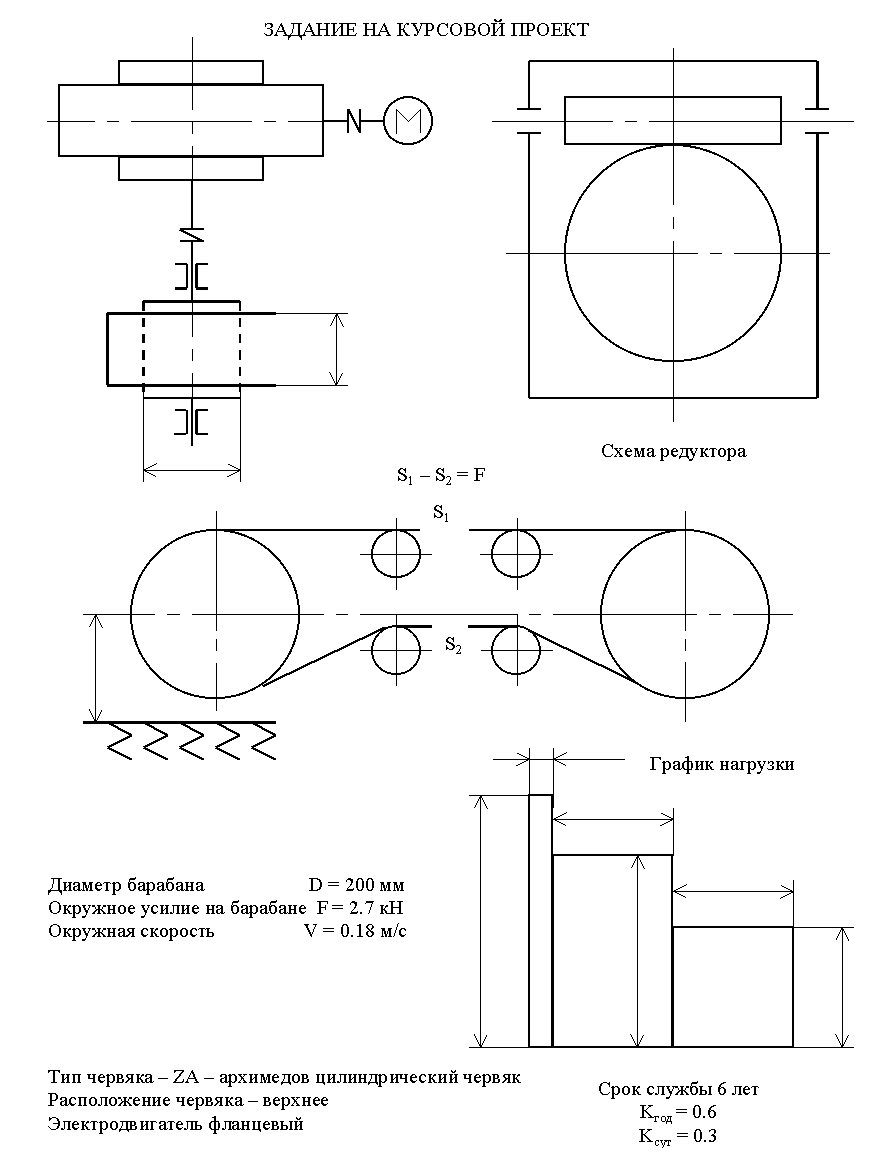 ЗАДАНИЕ НА КУРСОВОЙ ПРОЕКТ
M
Схема редуктора
S₁ – S₂ = F
S₁
S₂
График нагрузки
Диаметр барабана D = 200 мм
Окружное усилие на барабане F = 2.7 кН
Окружная скорость V = 0.18 м/с
Тип червяка – ZA – архимедов цилиндрический червяк
Расположение червяка – верхнее
Электродвигатель фланцевый
Срок службы 6 лет
Kгод = 0.6
Kсут = 0.3